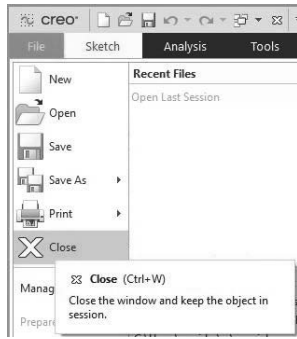 creo
File Sketch Analysis Tools
New
Recent Files
Open Last Session
Open
Save
Save As
Print
Close
Close (Ctrl+W)
Close the window and keep the object in
session.
Manag
Prepar